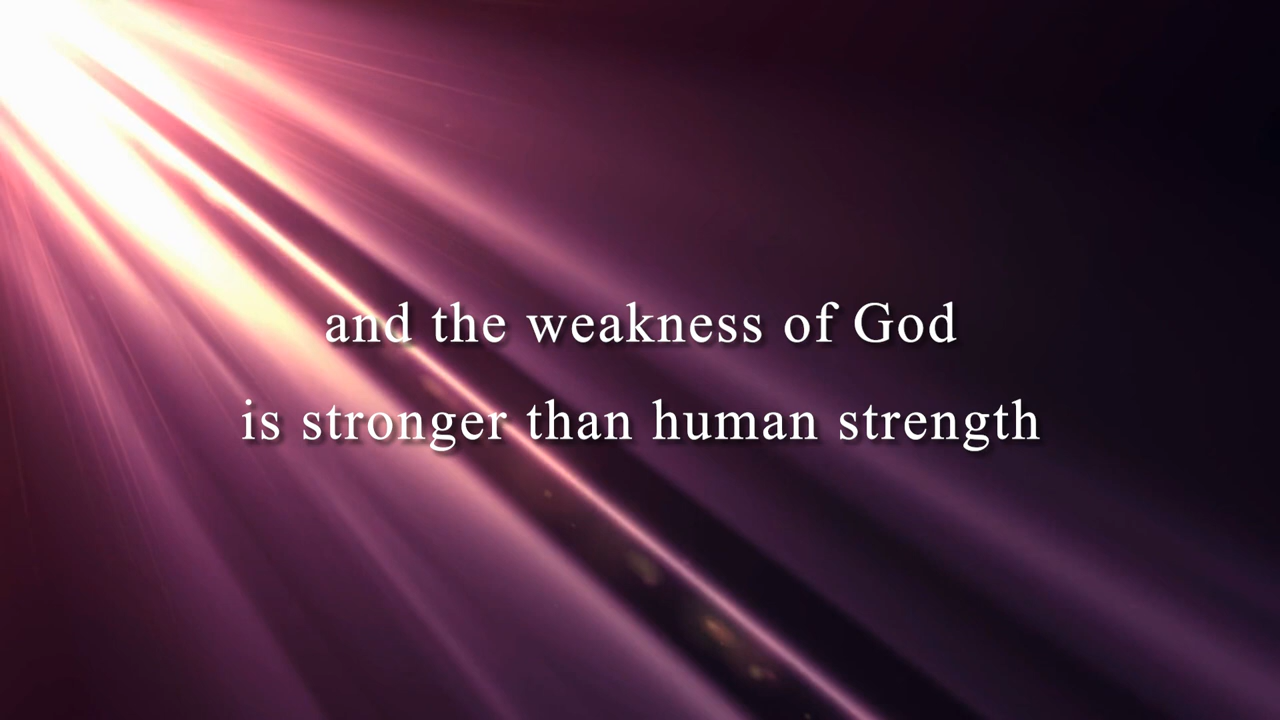 and the weakness of God
is stronger than human strength